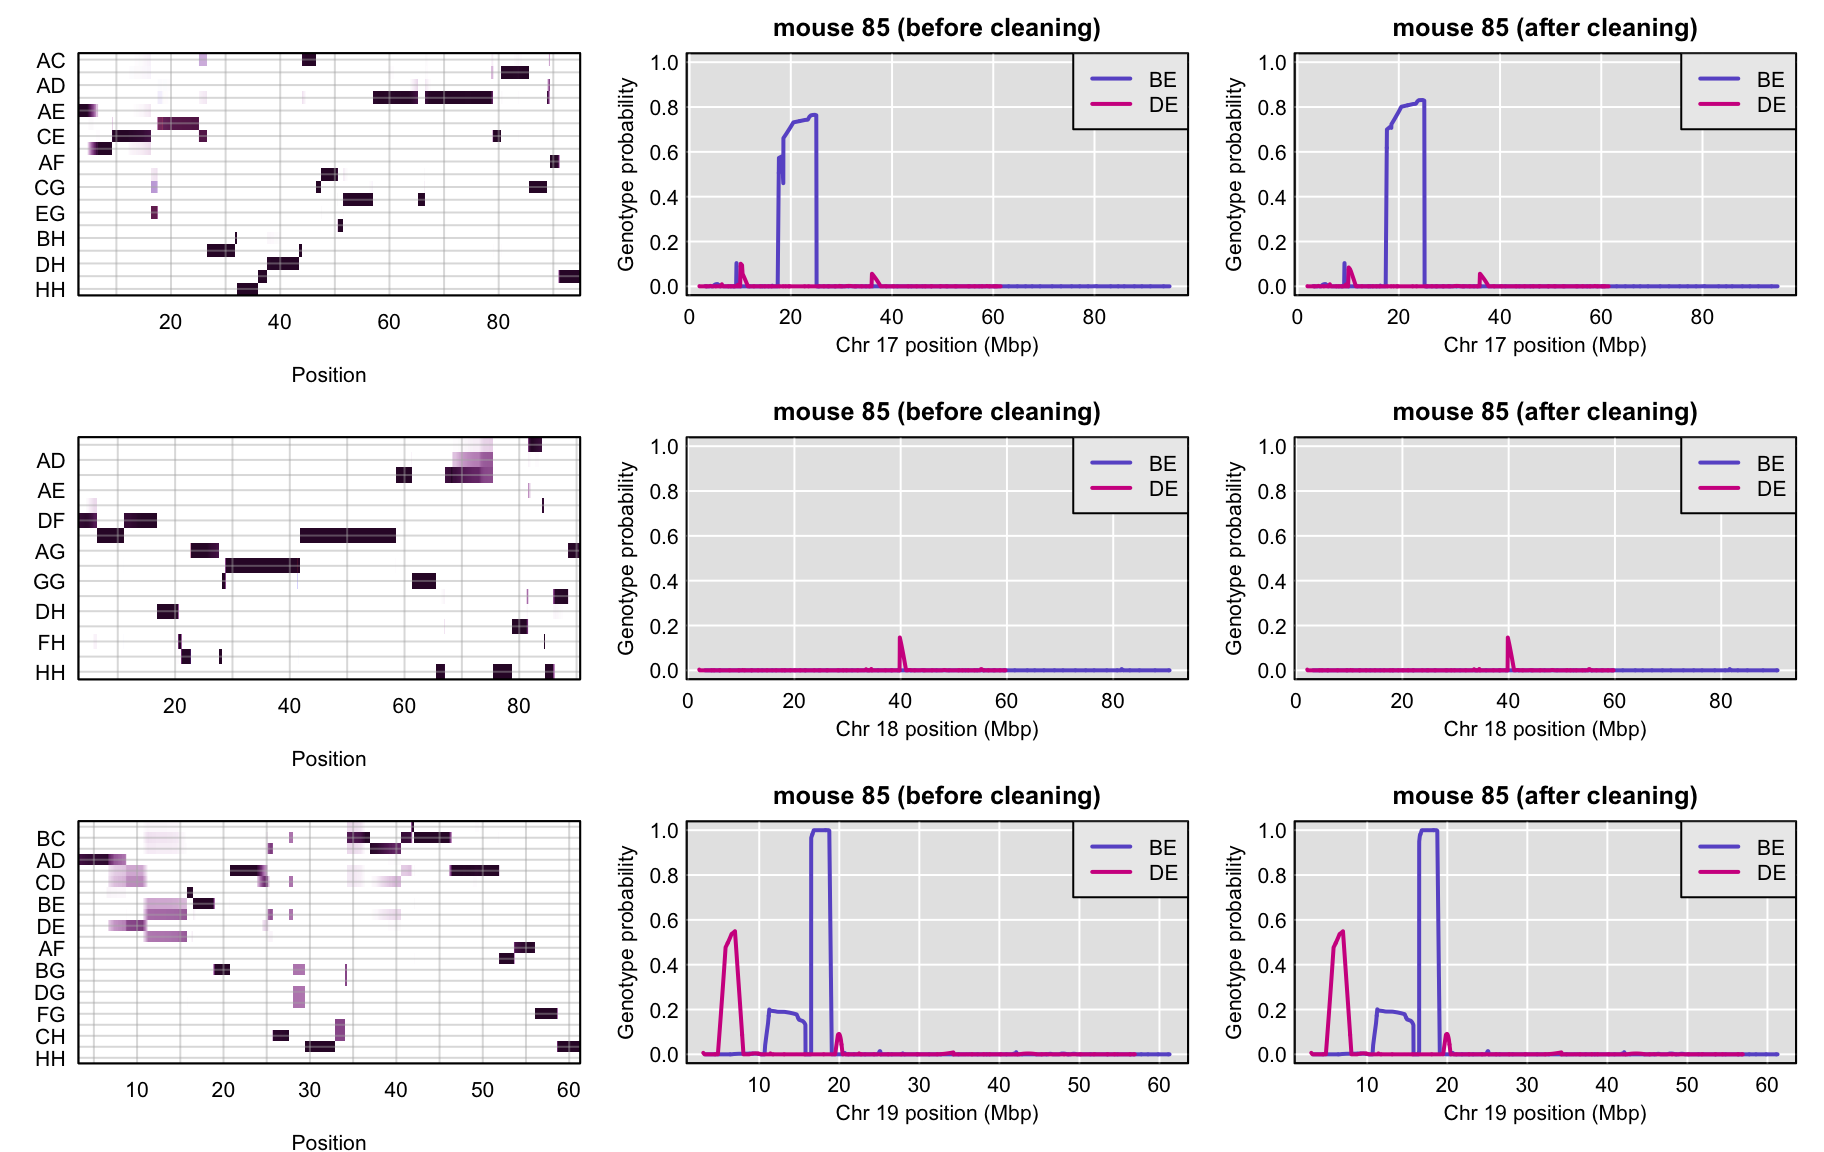 AC
AD
AE
CE
AF
CG
EG
BH
DH
HH
20 40 60 80
Position
mouse 85 (before cleaning)
Genotype probability
1.0
0.8
0.6
0.4
0.2
0.0
BE
DE
0 20 40 60 80
Chr 17 position (Mbp)
mouse 85 (after cleaning)
Genotype probability
1.0
0.8
0.6
0.4
0.2
0.0
BE
DE
0 20 40 60 80
Chr 17 position (Mbp)
AD
AE
DF
AG
GG
DH
FH
HH
20 40 60 80
Position
mouse 85 (before cleaning)
Genotype probability
1.0
0.8
0.6
0.4
0.2
0.0
BE
DE
0 20 40 60 80
Chr 18 position (Mbp)
mouse 85 (after cleaning)
Genotype probability
1.0
0.8
0.6
0.4
0.2
0.0
BE
DE
0 20 40 60 80
Chr 18 position (Mbp)
BC
AD
CD
BE
DE
AF
BG
DG
FG
CH
HH
10 20 30 40 50 60
Position
mouse 85 (before cleaning)
Genotype probability
1.0
0.8
0.6
0.4
0.2
0.0
BE
DE
10 20 30 40 50 60
Chr 19 position (Mbp)
mouse 85 (after cleaning)
Genotype probability
1.0
0.8
0.6
0.4
0.2
0.0
BE
DE
10 20 30 40 50 60
Chr 19 position (Mbp)